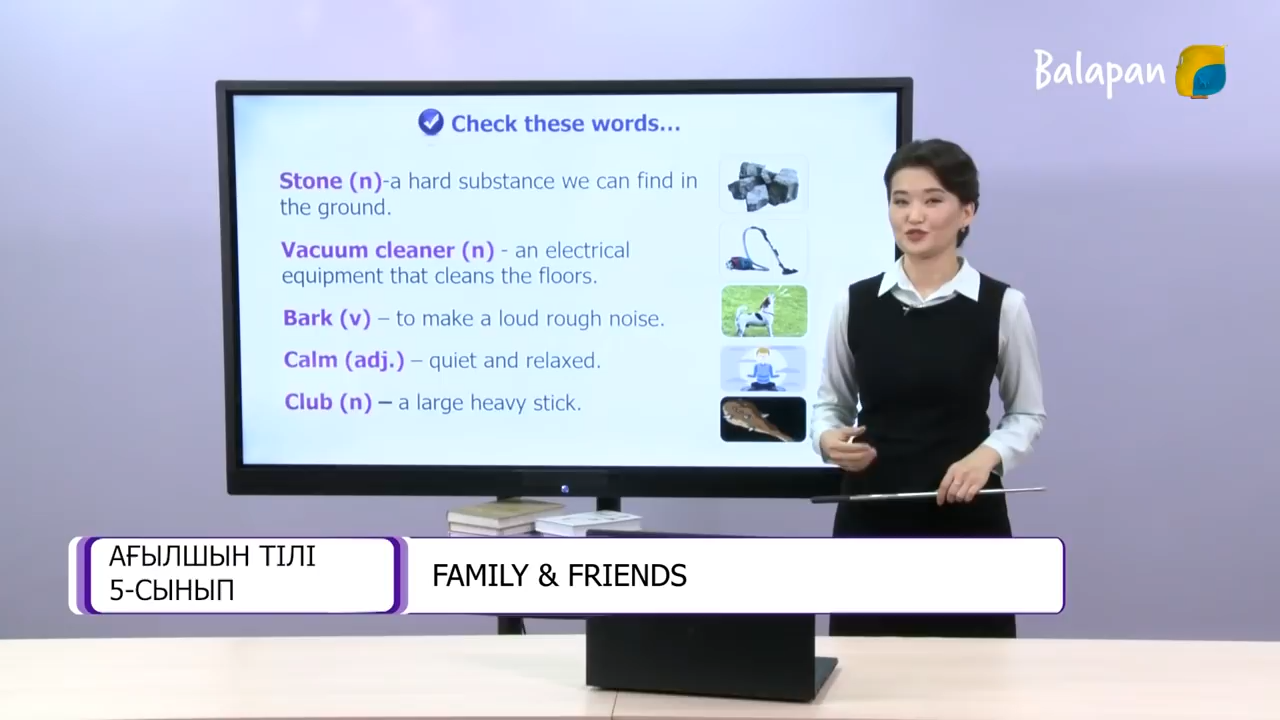 Balapan
Check these words...
Stone (n)-a hard substance we can find in
the ground.
Vacuum cleaner (n) - an electrical
equipment that cleans the floors.
Bark (v) – to make a loud rough noise.
Calm (adj.) – quiet and relaxed.
Club (n) – a large heavy stick.
АҒЫЛШЫН ТІЛІ
5-СЫНЫП
FAMILY & FRIENDS